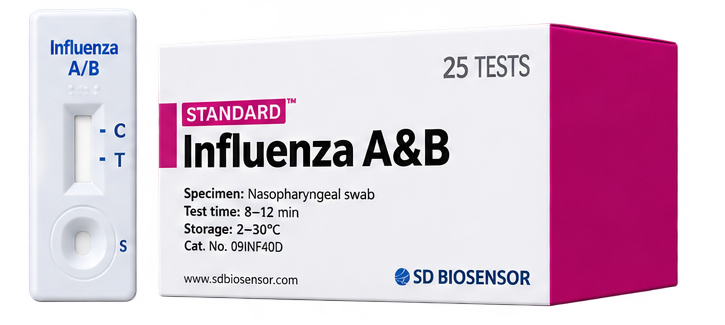 Influenza
A/B
- C
- T
S
25 TESTS
STANDARD™
Influenza A&B
Specimen: Nasopharyngeal swab
Test time: 8–12 min
Storage: 2–30°C
Cat. No. 09INF40D
www.sdbiosensor.com
SD BIOSENSOR